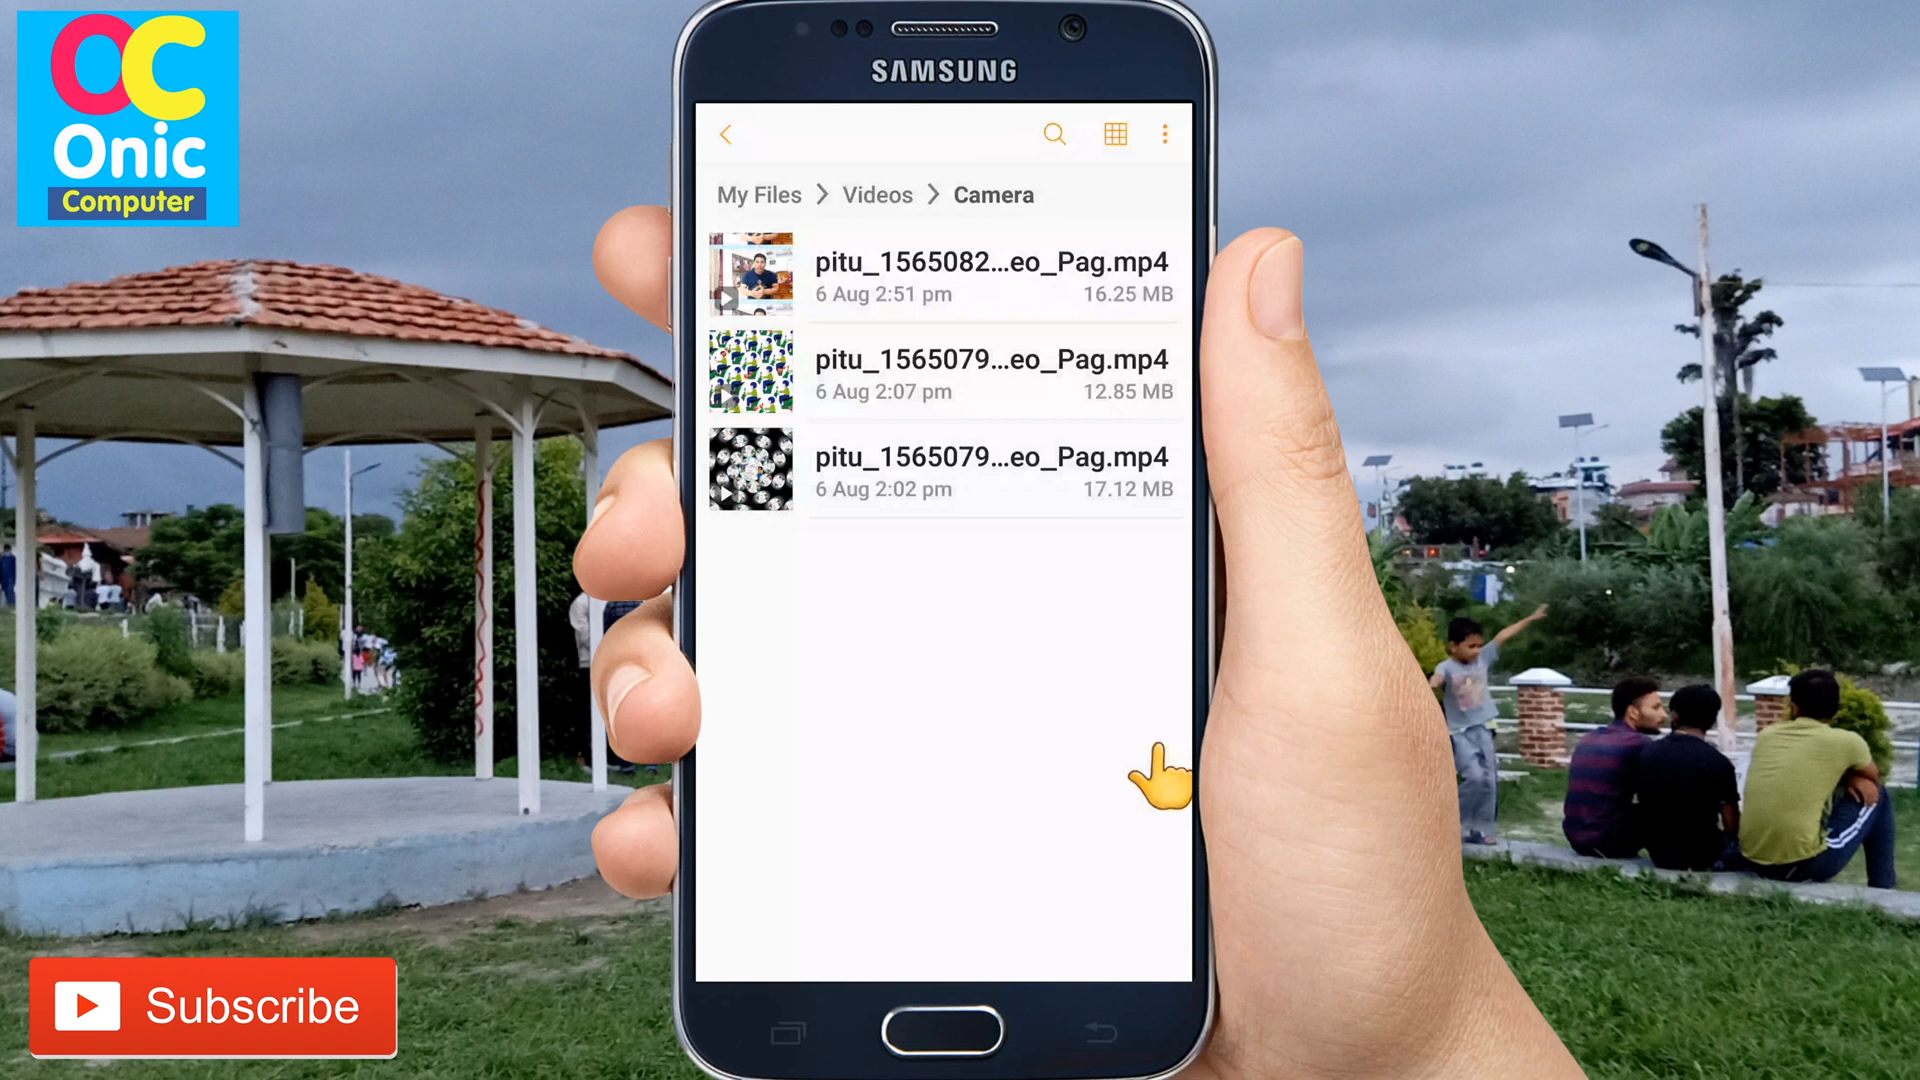 OC
Onic
Computer
SAMSUNG
My Files > Videos > Camera
pitu_1565082...eo_Pag.mp4
6 Aug 2:51 pm 16.25 MB
pitu_1565079...eo_Pag.mp4
6 Aug 2:07 pm 12.85 MB
pitu_1565079...eo_Pag.mp4
6 Aug 2:02 pm 17.12 MB
Subscribe